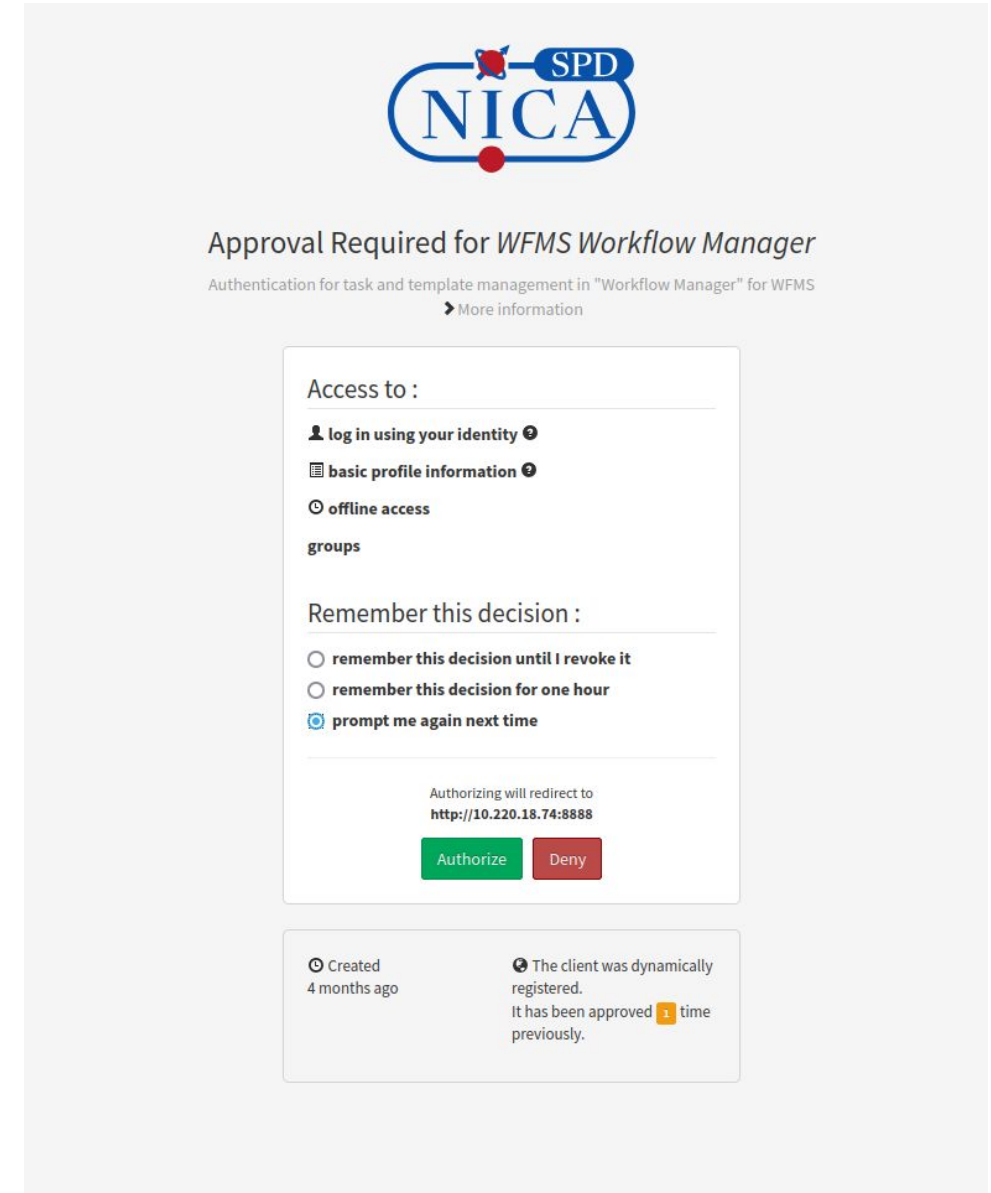 SPD
NICA
Approval Required for WFMS Workflow Manager
Authentication for task and template management in "Workflow Manager" for WFMS
More information
Access to :
log in using your identity
basic profile information
offline access
groups
Remember this decision :
remember this decision until I revoke it
remember this decision for one hour
prompt me again next time
Authorizing will redirect to
http://10.220.18.74:8888
Authorize Deny
Created
4 months ago
The client was dynamically
registered.
It has been approved 1 time
previously.